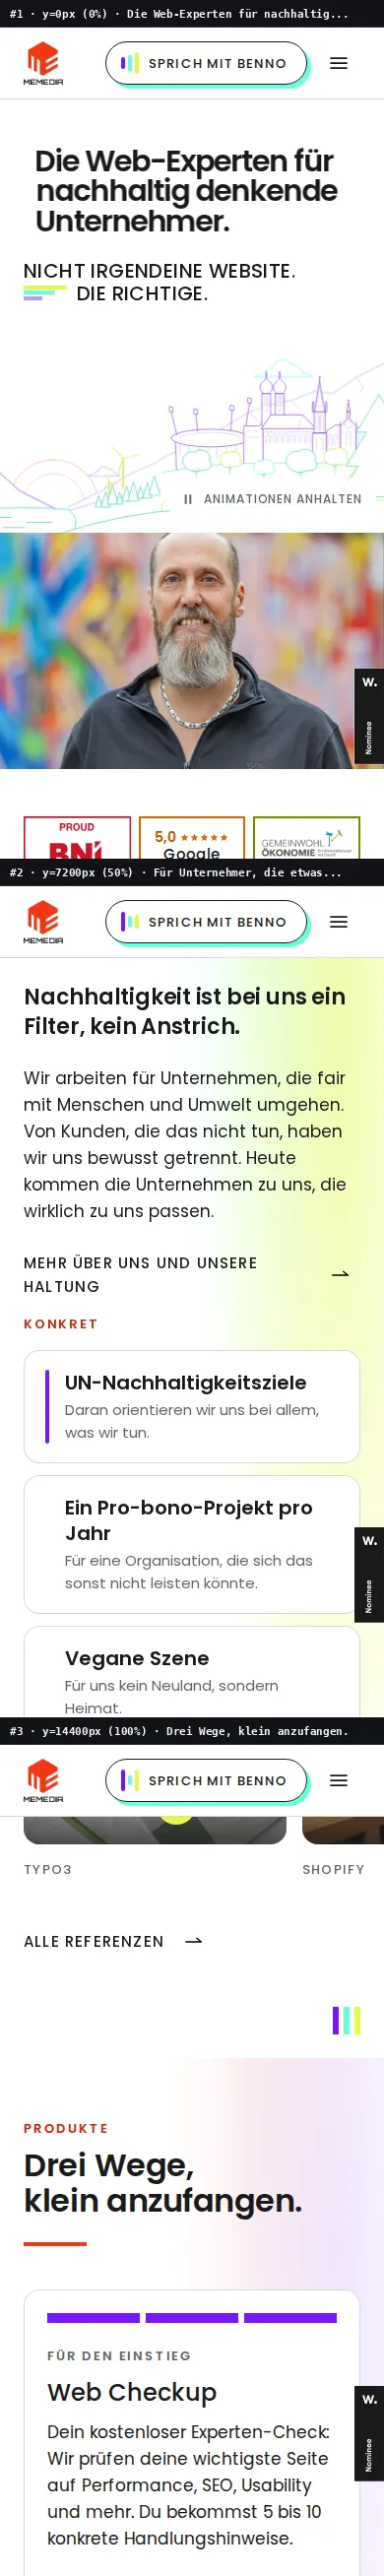 #1 · y=0px (0%) · Die Web-Experten für nachhaltig...
MEMEDIA
SPRICH MIT BENNO
Die Web-Experten für
nachhaltig denkende
Unternehmer.
NICHT IRGENDEINE WEBSITE.
DIE RICHTIGE.
ANIMATIONEN ANHALTEN
W.
Nominee
PROUD
BNI
5,0 ★★★★★
Google
GEMEINWOHL
ÖKONOMIE
#2 · y=7200px (50%) · Für Unternehmer, die etwas...
MEMEDIA
SPRICH MIT BENNO
Nachhaltigkeit ist bei uns ein
Filter, kein Anstrich.
Wir arbeiten für Unternehmen, die fair
mit Menschen und Umwelt umgehen.
Von Kunden, die das nicht tun, haben
wir uns bewusst getrennt. Heute
kommen die Unternehmen zu uns, die
wirklich zu uns passen.
MEHR ÜBER UNS UND UNSERE
HALTUNG
KONKRET
UN-Nachhaltigkeitsziele
Daran orientieren wir uns bei allem,
was wir tun.
Ein Pro-bono-Projekt pro
Jahr
Für eine Organisation, die sich das
sonst nicht leisten könnte.
W.
Nominee
Vegane Szene
Für uns kein Neuland, sondern
Heimat.
#3 · y=14400px (100%) · Drei Wege, klein anzufangen.
MEMEDIA
SPRICH MIT BENNO
TYPO3
SHOPIFY
ALLE REFERENZEN
PRODUKTE
Drei Wege,
klein anzufangen.
FÜR DEN EINSTIEG
Web Checkup
W.
Nominee
Dein kostenloser Experten-Check:
Wir prüfen deine wichtigste Seite
auf Performance, SEO, Usability
und mehr. Du bekommst 5 bis 10
konkrete Handlungshinweise.